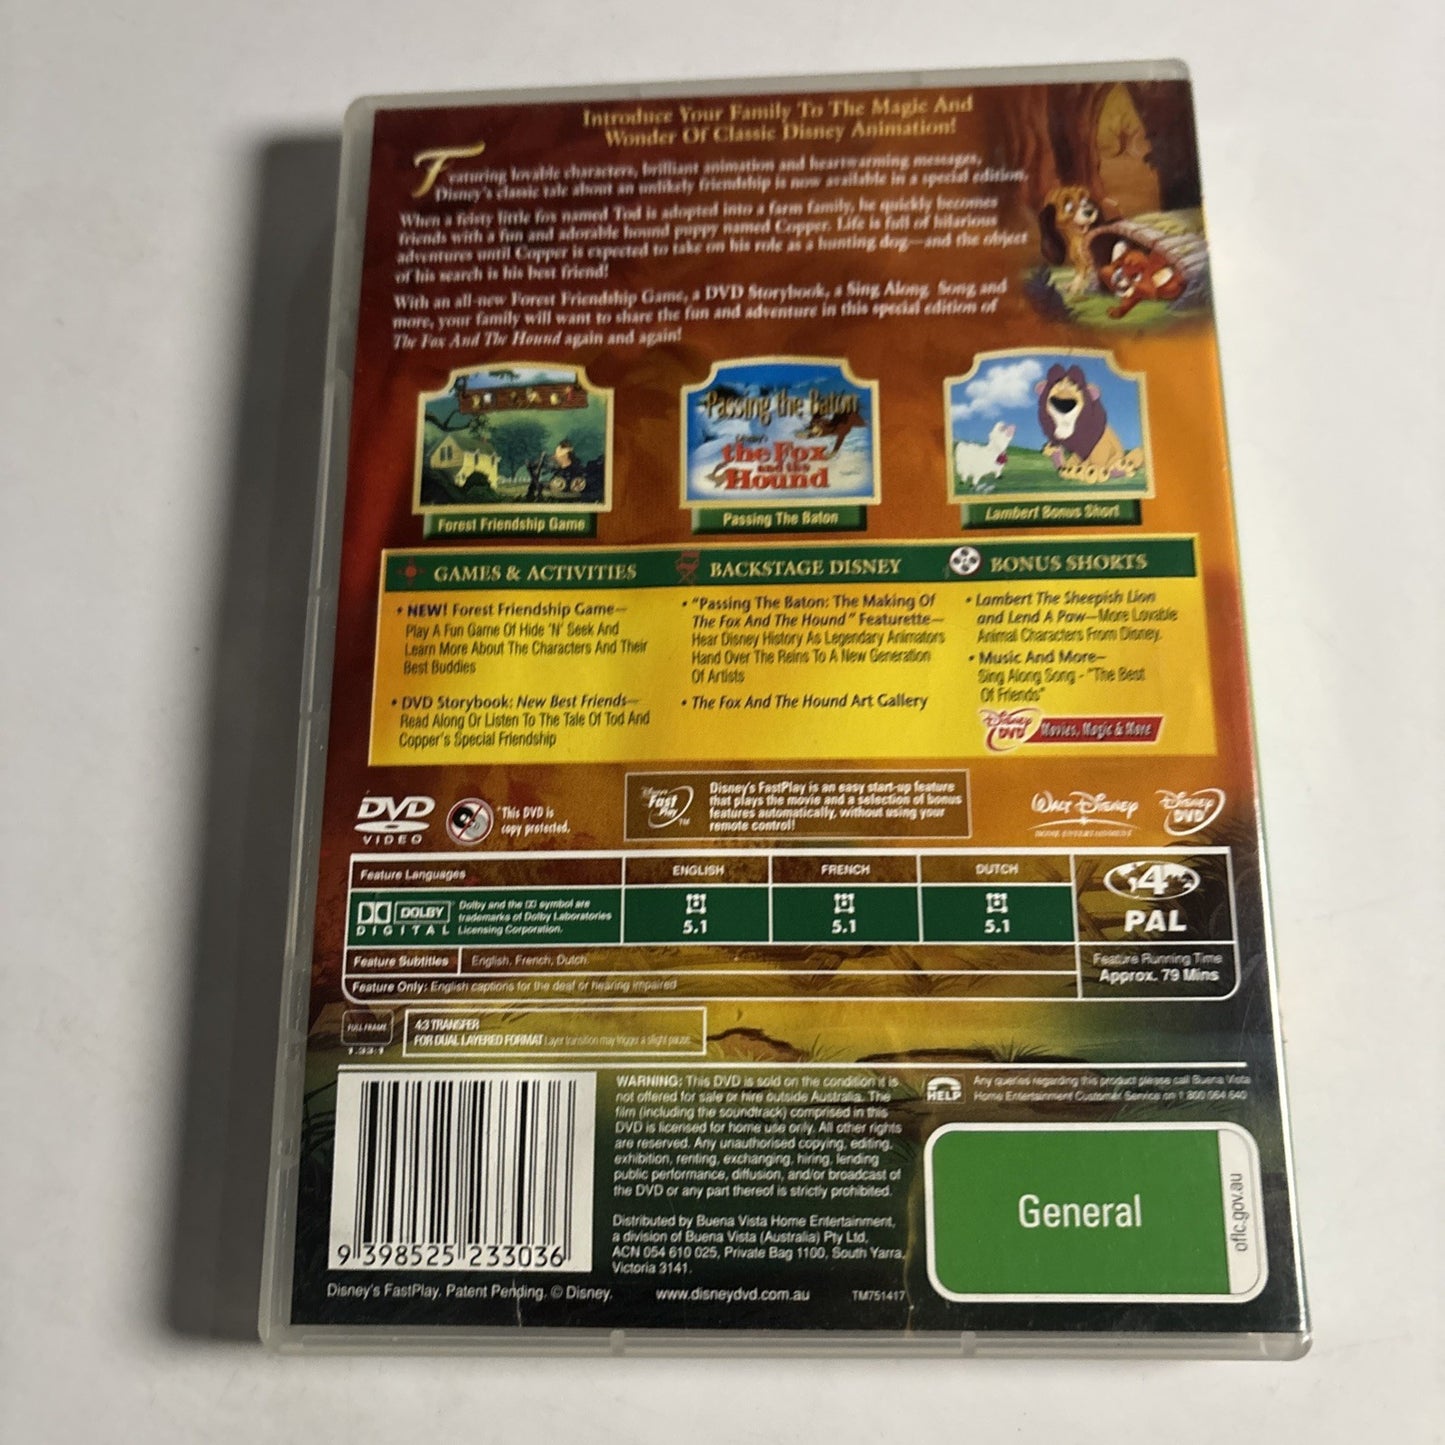 Introduce Your Family To The Magic And
Wonder Of Classic Disney Animation!
Featuring lovable characters, brilliant animation and heartwarming messages,
Disney's classic tale about an unlikely friendship is now available in a special edition.
When a feisty little fox named Tod is adopted into a farm family, he quickly becomes
friends with a fun and adorable hound puppy named Copper. Life is full of hilarious
adventures until Copper is expected to take on his role as a hunting dog—and the object
of his search is his best friend!
With an all-new Forest Friendship Game, a DVD Storybook, a Sing Along Song and
more, your family will want to share the fun and adventure in this special edition of
The Fox And The Hound again and again!
Passing the Baton
Disney's
the Fox
and the
Hound
Forest Friendship Game
Passing The Baton
Lambert Bonus Short
GAMES & ACTIVITIES
• NEW! Forest Friendship Game—
Play A Fun Game Of Hide 'N' Seek And
Learn More About The Characters And Their
Best Buddies
• DVD Storybook: New Best Friends—
Read Along Or Listen To The Tale Of Tod And
Copper's Special Friendship
BACKSTAGE DISNEY
• "Passing The Baton: The Making Of
The Fox And The Hound" Featurette—
Hear Disney History As Legendary Animators
Hand Over The Reins To A New Generation
Of Artists
• The Fox And The Hound Art Gallery
BONUS SHORTS
• Lambert The Sheepish Lion
and Lend A Paw—More Lovable
Animal Characters From Disney.
• Music And More—
Sing Along Song - "The Best
Of Friends"
Disney DVD Movies, Magic & More
DVD
VIDEO
*This DVD is
copy protected.
Disney's
Fast
Play
TM
Disney's FastPlay is an easy start-up feature
that plays the movie and a selection of bonus
features automatically, without using your
remote control!
Walt Disney
HOME ENTERTAINMENT
Disney
DVD
Feature Languages
ENGLISH
FRENCH
DUTCH
DOLBY
DIGITAL
Dolby and the DD symbol are
trademarks of Dolby Laboratories
Licensing Corporation.
5.1
5.1
5.1
4
PAL
Feature Subtitles
English, French, Dutch.
Feature Only: English captions for the deaf or hearing impaired
Feature Running Time
Approx. 79 Mins
FULL FRAME
1.33:1
4:3 TRANSFER
FOR DUAL LAYERED FORMAT Layer transition may trigger a slight pause.
WARNING: This DVD is sold on the condition it is
not offered for sale or hire outside Australia. The
film (including the soundtrack) comprised in this
DVD is licensed for home use only. All other rights
are reserved. Any unauthorised copying, editing,
exhibition, renting, exchanging, hiring, lending
public performance, diffusion, and/or broadcast of
the DVD or any part thereof is strictly prohibited.
Distributed by Buena Vista Home Entertainment,
a division of Buena Vista (Australia) Pty Ltd,
ACN 054 610 025, Private Bag 1100, South Yarra,
Victoria 3141.
HELP
Any queries regarding this product please call Buena Vista
Home Entertainment Customer Service on 1 800 064 640
General
oflc.gov.au
9 398525 233036
Disney's FastPlay. Patent Pending. © Disney.
www.disneydvd.com.au
TM751417